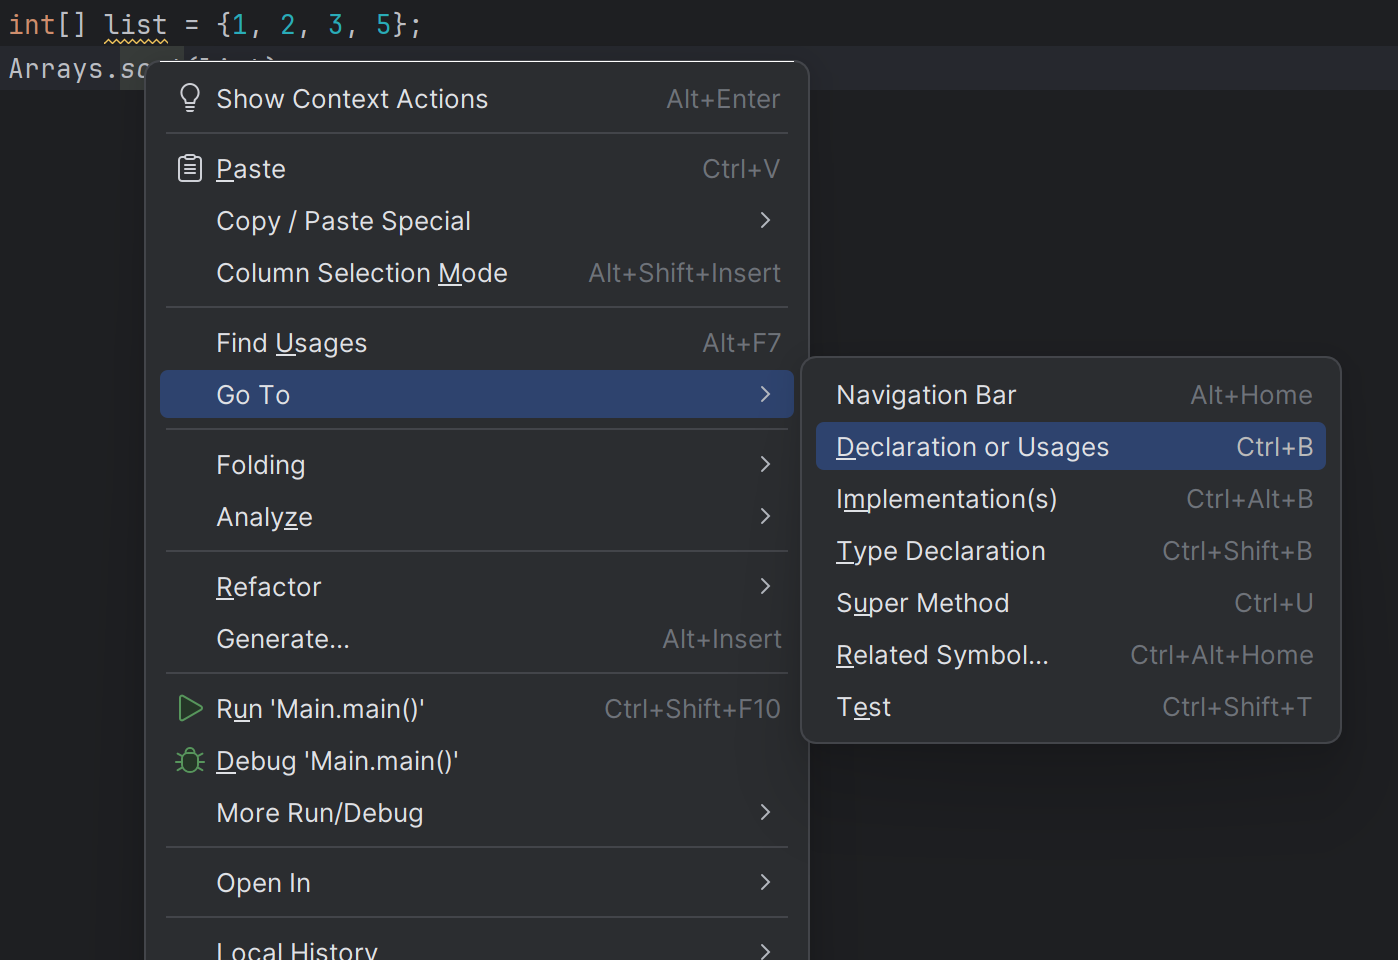 int[] list = {1, 2, 3, 5};
Arrays.
Show Context Actions Alt+Enter
Paste Ctrl+V
Copy / Paste Special
Column Selection Mode Alt+Shift+Insert
Find Usages Alt+F7
Go To
Navigation Bar Alt+Home
Declaration or Usages Ctrl+B
Implementation(s) Ctrl+Alt+B
Type Declaration Ctrl+Shift+B
Super Method Ctrl+U
Related Symbol... Ctrl+Alt+Home
Test Ctrl+Shift+T
Folding
Analyze
Refactor
Generate... Alt+Insert
Run 'Main.main()' Ctrl+Shift+F10
Debug 'Main.main()'
More Run/Debug
Open In
Local History